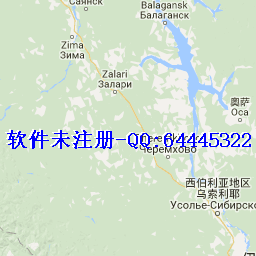 Саянск
Balagansk
Балаганск
Zima
Зима
Zalari
Залари
奥萨
Оса
软件未注册-QQ:64445322
Черемхово
西伯利亚地区
乌索利耶
Усолье-Сибирско